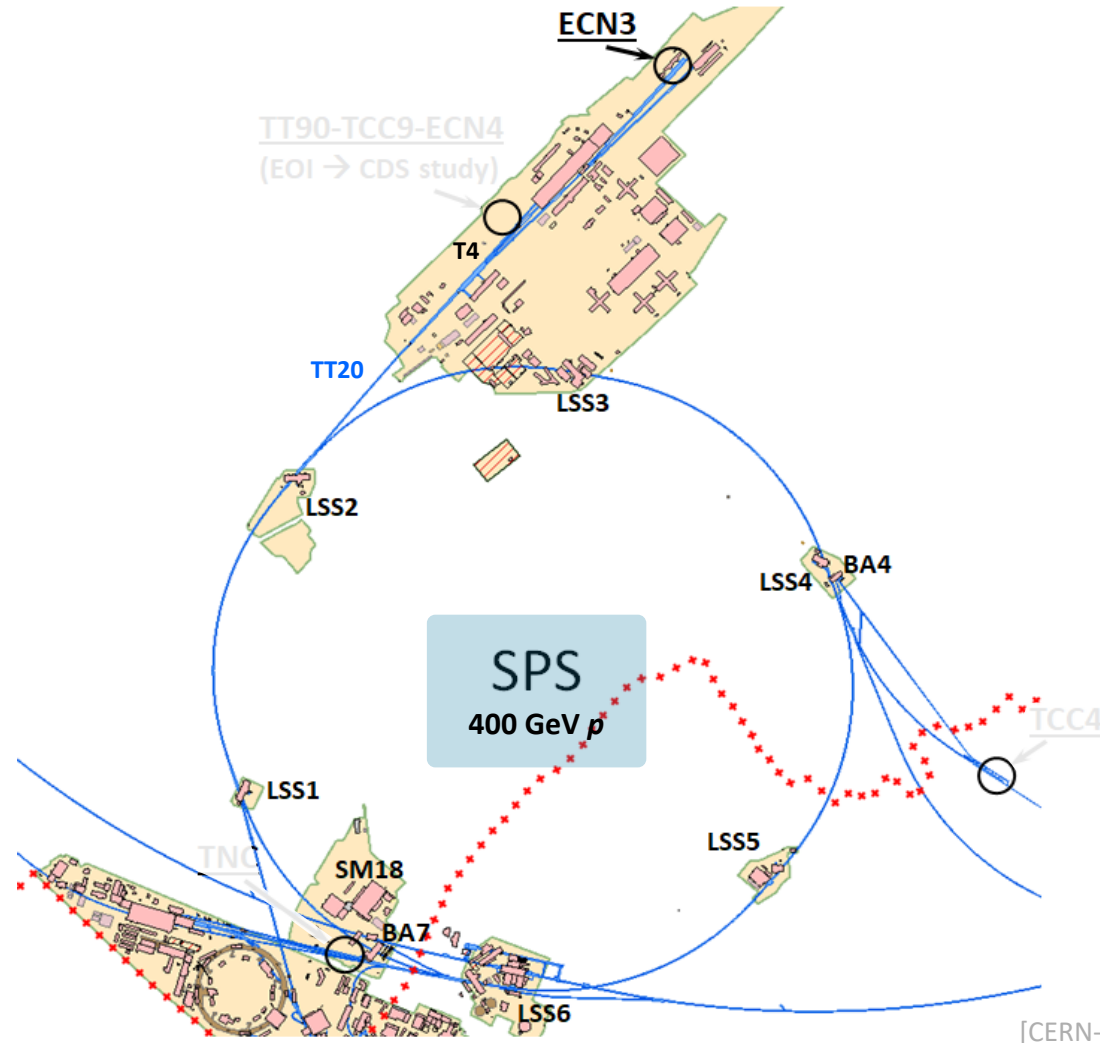 ECN3
TT90-TCC9-ECN4
(EOI → CDS study)
T4
TT20
LSS3
LSS2
LSS4
BA4
SPS
400 GeV p
TCC4
LSS1
LSS5
TNC
SM18
BA7
LSS6
[CERN-